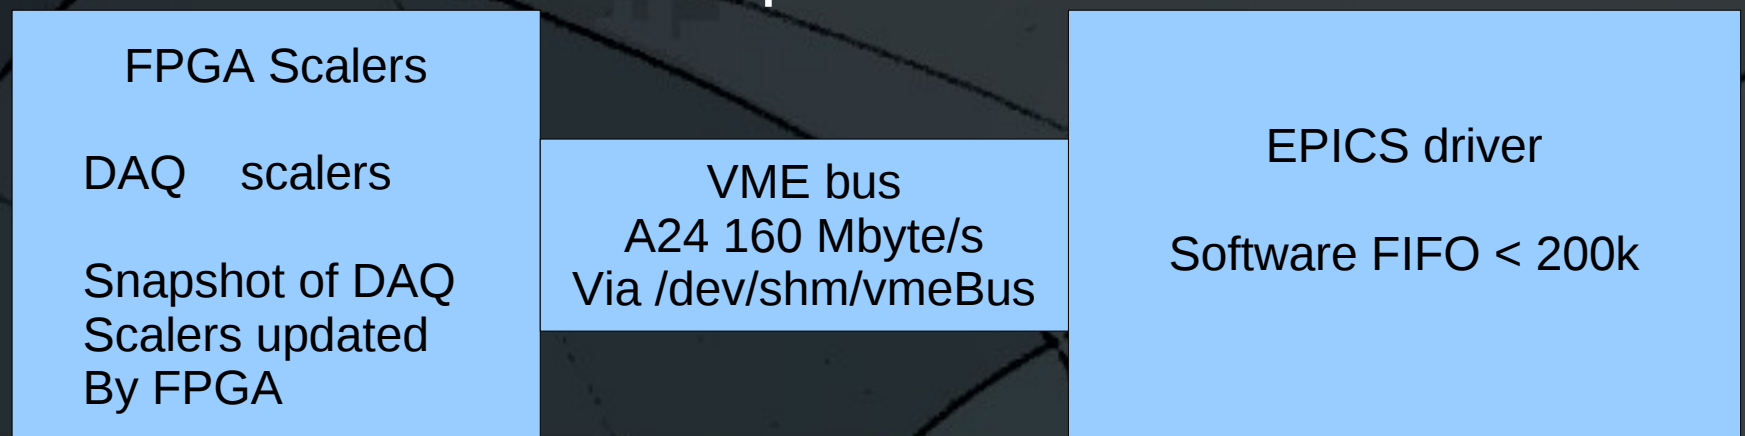 FPGA Scalers
DAQ scalers
Snapshot of DAQ
Scalers updated
By FPGA
VME bus
A24 160 Mbyte/s
Via /dev/shm/vmeBus
EPICS driver
Software FIFO < 200k